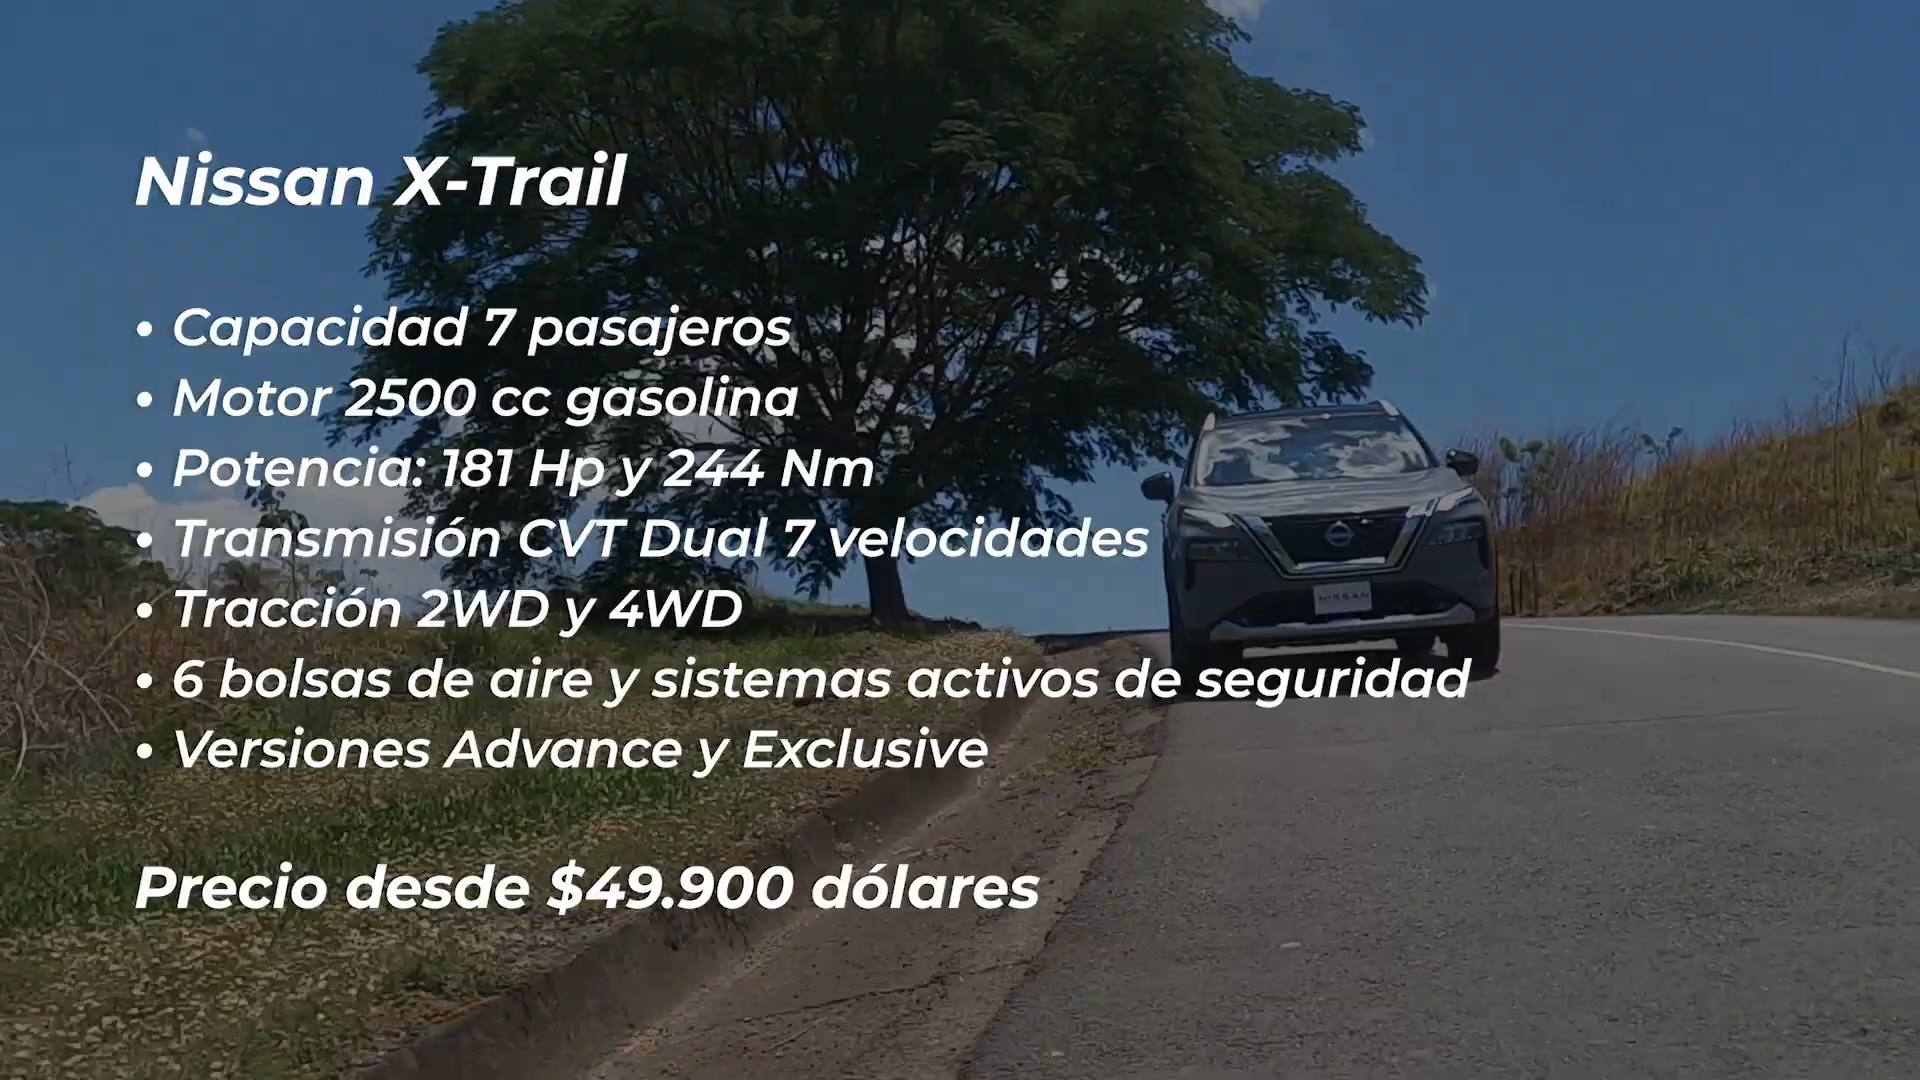 Nissan X-Trail
• Capacidad 7 pasajeros
• Motor 2500 cc gasolina
• Potencia: 181 Hp y 244 Nm
• Transmisión CVT Dual 7 velocidades
• Tracción 2WD y 4WD
NISSAN
• 6 bolsas de aire y sistemas activos de seguridad
• Versiones Advance y Exclusive
Precio desde $49.900 dólares